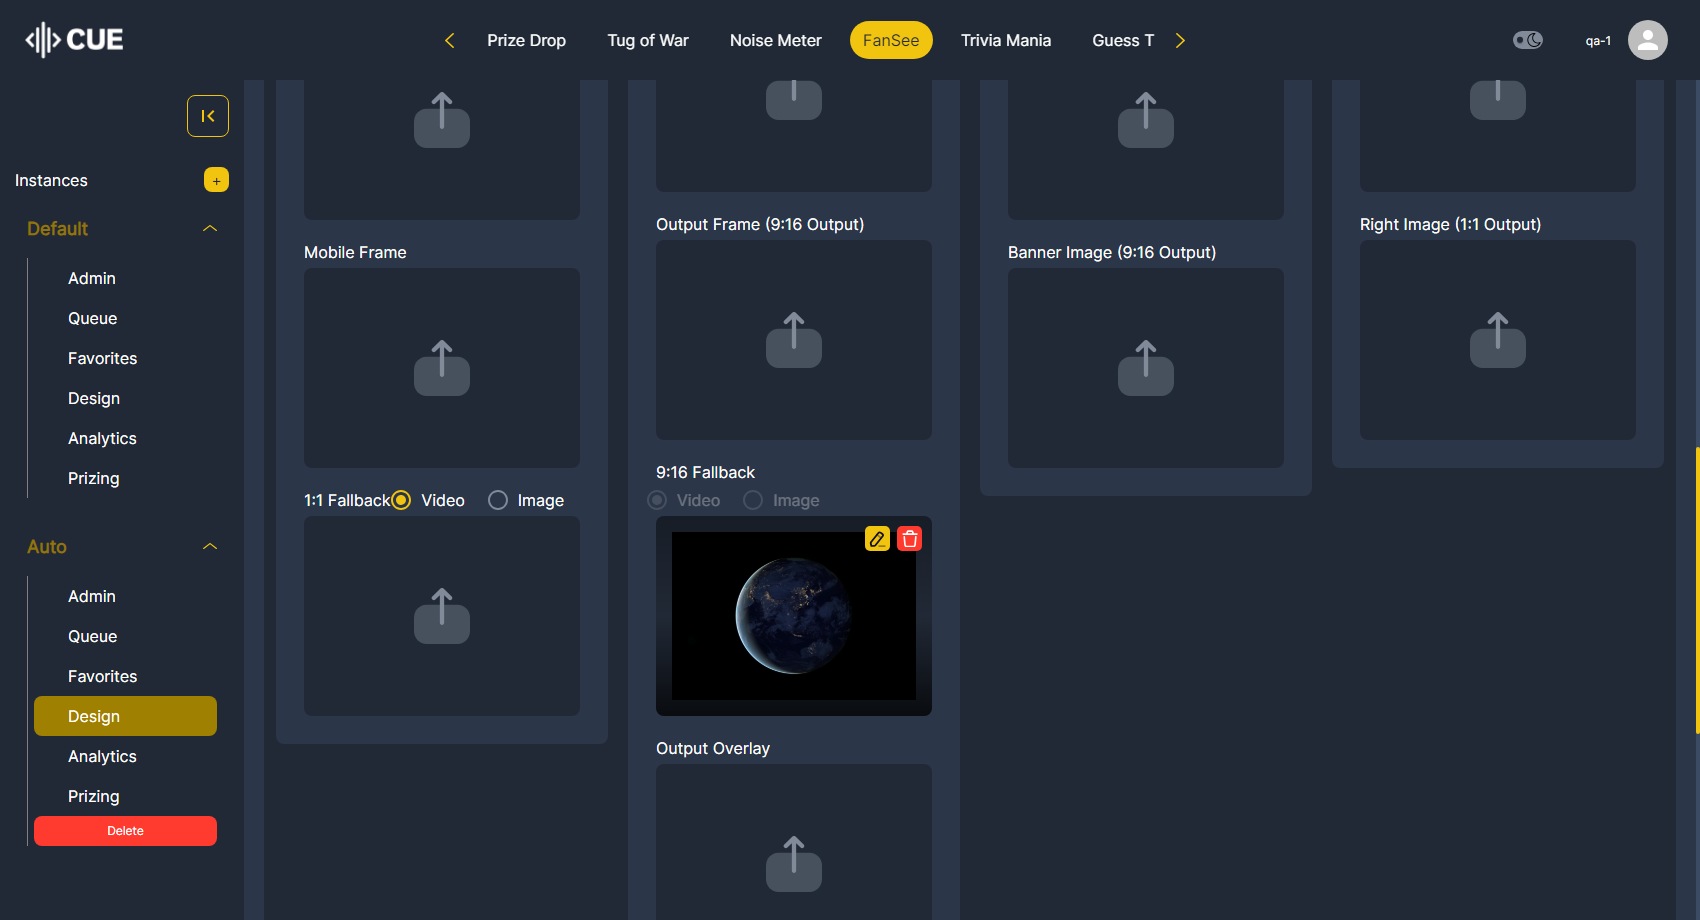 CUE
Prize Drop
Tug of War
Noise Meter
FanSee
Trivia Mania
Guess T
qa-1
Instances
+
Default
Admin
Queue
Favorites
Design
Analytics
Prizing
Auto
Admin
Queue
Favorites
Design
Analytics
Prizing
Delete
Mobile Frame
1:1 Fallback Video Image
Output Frame (9:16 Output)
9:16 Fallback
Video Image
Output Overlay
Banner Image (9:16 Output)
Right Image (1:1 Output)